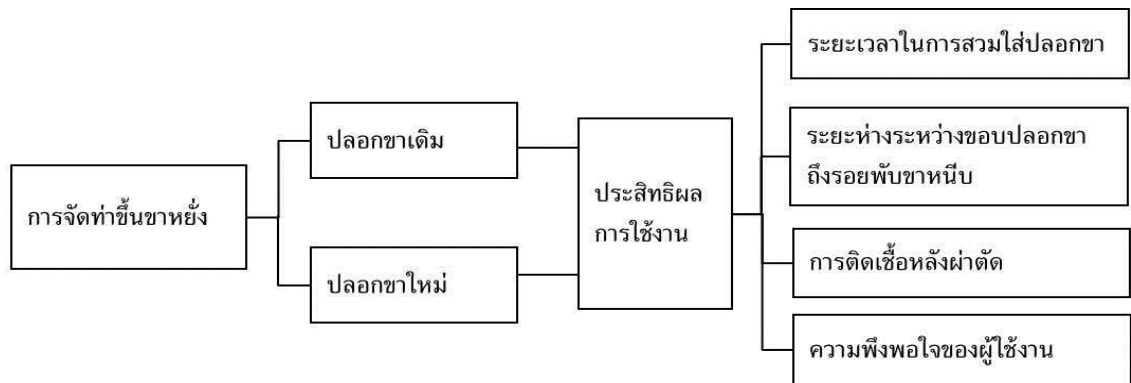 การจัดท่าขึ้นขาหยั่ง
ปลอกขาเดิม
ปลอกขาใหม่
ประสิทธิผล
การใช้งาน
ระยะเวลาในการสวมใส่ปลอกขา
ระยะห่างระหว่างขอบปลอกขา
ถึงรอยพับขาหนีบ
การติดเชื้อหลังผ่าตัด
ความพึงพอใจของผู้ใช้งาน